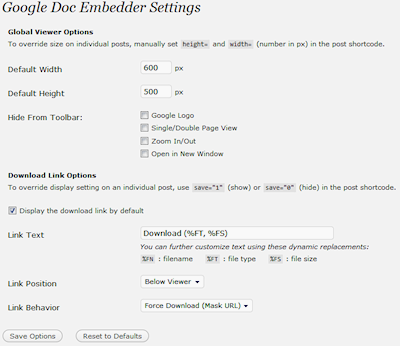 Google Doc Embedder Settings
Global Viewer Options
To override size on individual posts, manually set height= and width= (number in px) in the post shortcode.
Default Width 600 px
Default Height 500 px
Hide From Toolbar: Google Logo
Single/Double Page View
Zoom In/Out
Open in New Window
Download Link Options
To override display setting on an individual post, use save="1" (show) or save="0" (hide) in the post shortcode.
Display the download link by default
Link Text Download (%FT, %FS)
You can further customize text using these dynamic replacements:
%FN : filename %FT : file type %FS : file size
Link Position Below Viewer
Link Behavior Force Download (Mask URL)
Save Options Reset to Defaults